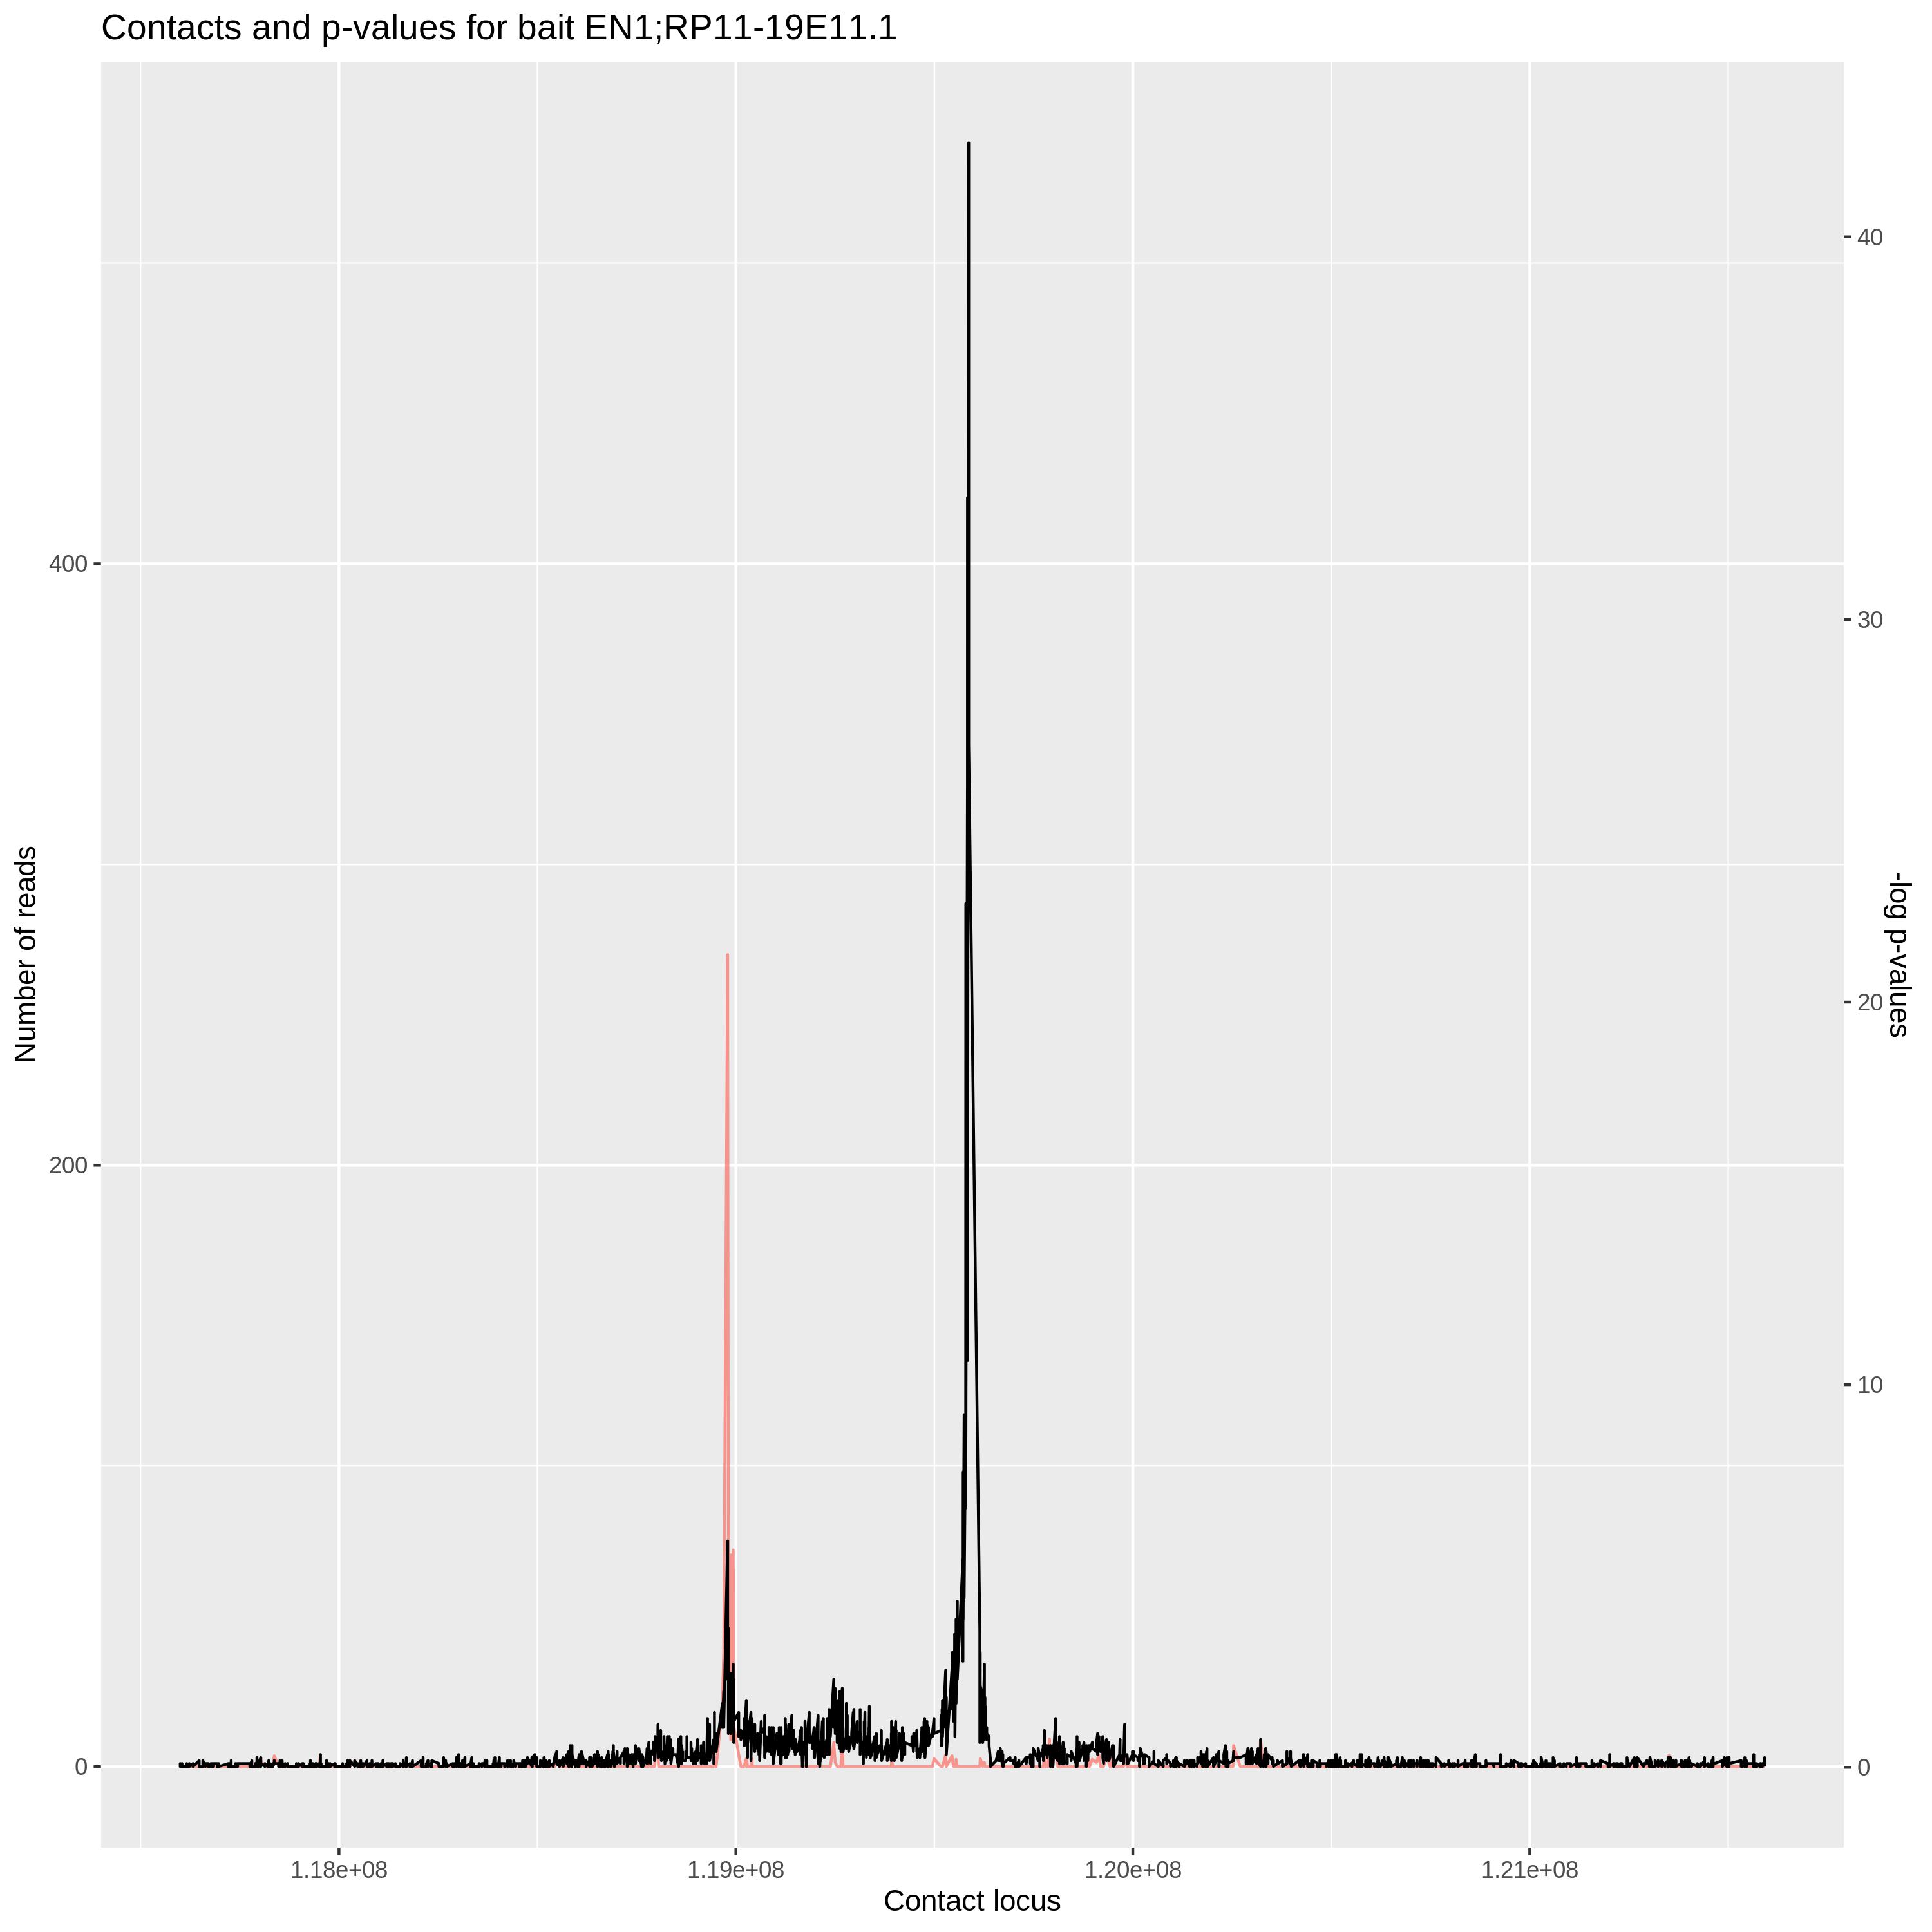 Contacts and p-values for bait EN1;RP11-19E11.1
Number of reads
400
200
0
40
30
20
10
0
-log p-values
1.18e+08
1.19e+08
1.20e+08
1.21e+08
Contact locus